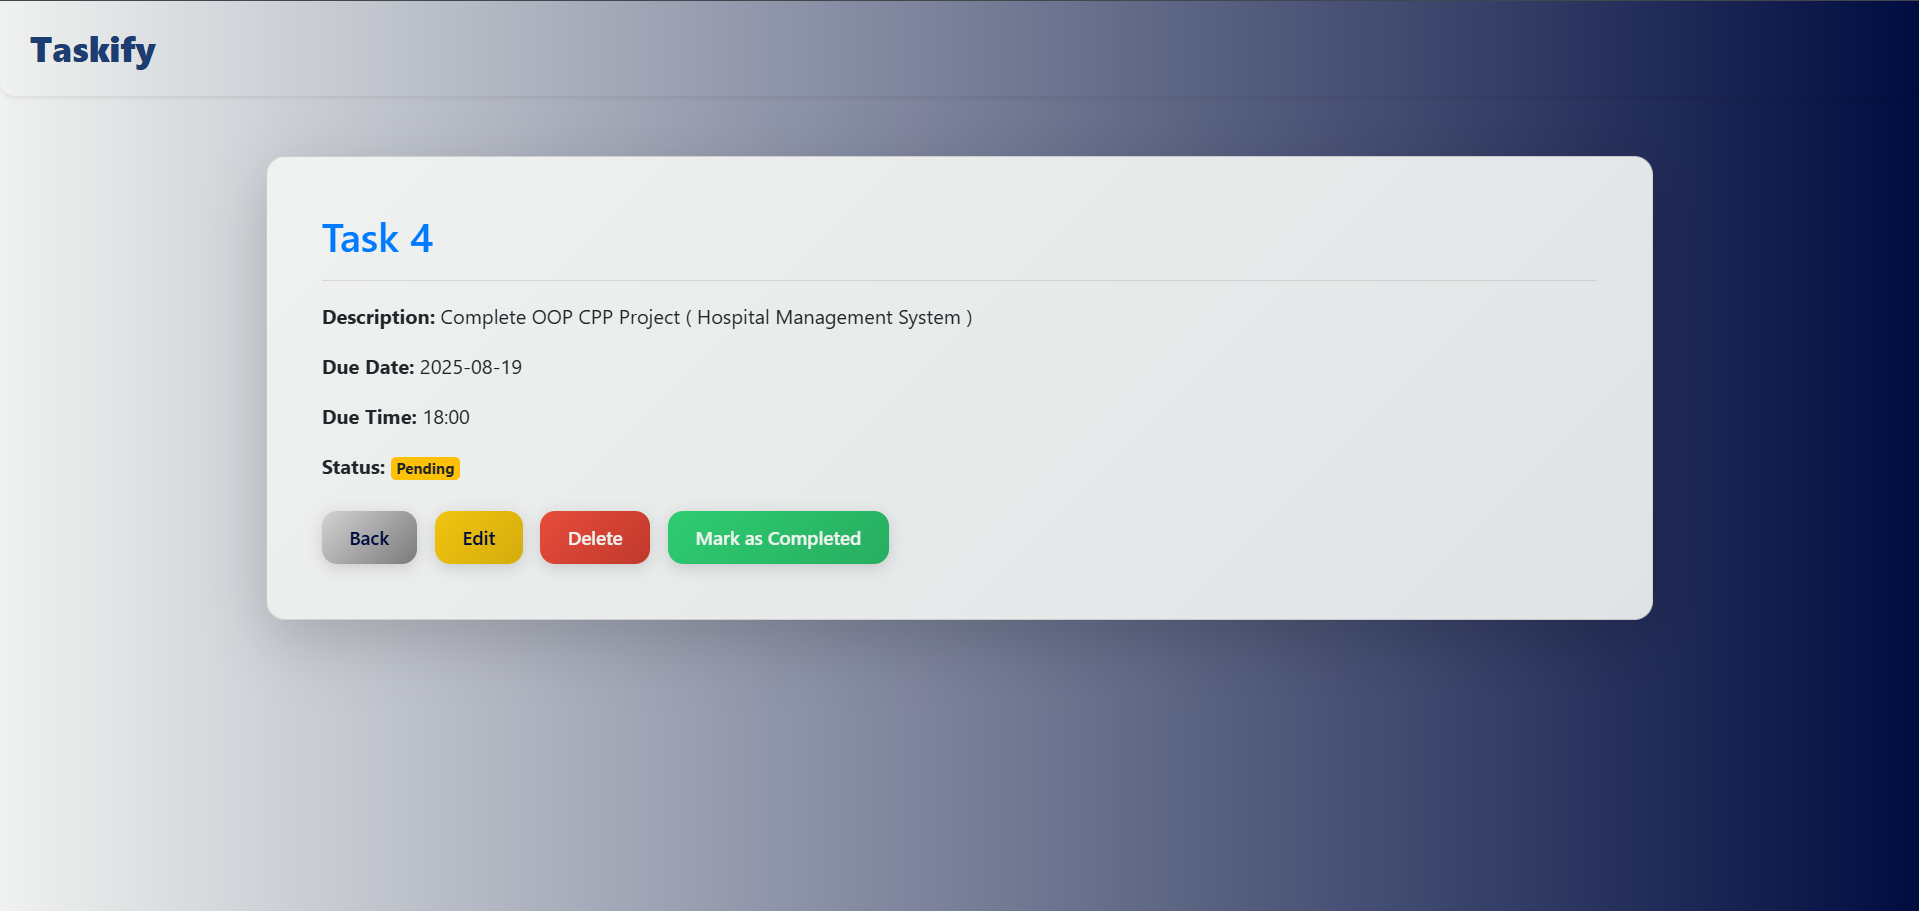 Taskify
Task 4
Description: Complete OOP CPP Project ( Hospital Management System )
Due Date: 2025-08-19
Due Time: 18:00
Status: Pending
Back Edit Delete Mark as Completed